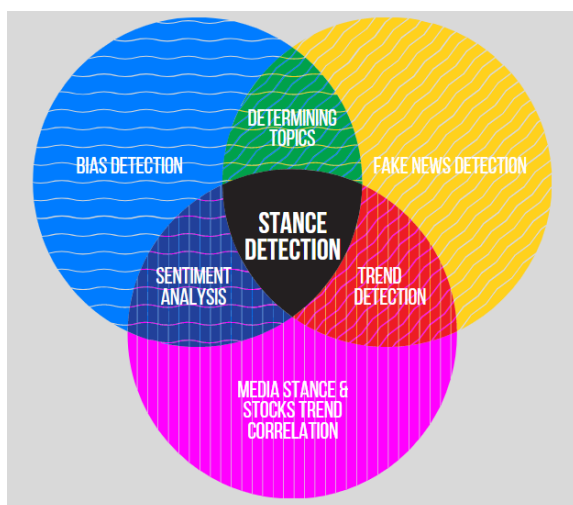 DETERMINING
TOPICS
BIAS DETECTION
FAKE NEWS DETECTION
STANCE
DETECTION
SENTIMENT
ANALYSIS
TREND
DETECTION
MEDIA STANCE &
STOCKS TREND
CORRELATION